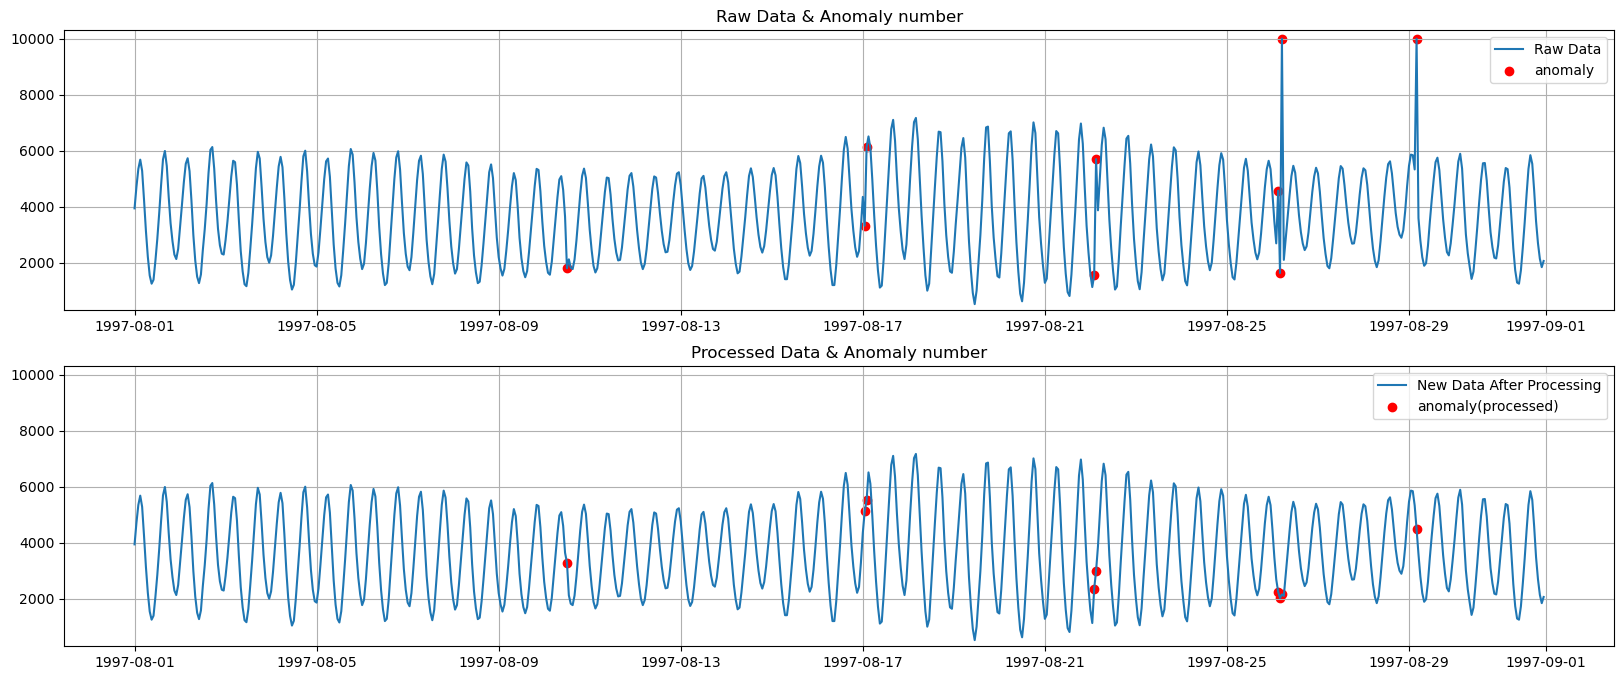 Raw Data & Anomaly number
10000
8000
6000
4000
2000
Raw Data
anomaly
1997-08-01 1997-08-05 1997-08-09 1997-08-13 1997-08-17 1997-08-21 1997-08-25 1997-08-29 1997-09-01
Processed Data & Anomaly number
10000
8000
6000
4000
2000
New Data After Processing
anomaly(processed)
1997-08-01 1997-08-05 1997-08-09 1997-08-13 1997-08-17 1997-08-21 1997-08-25 1997-08-29 1997-09-01